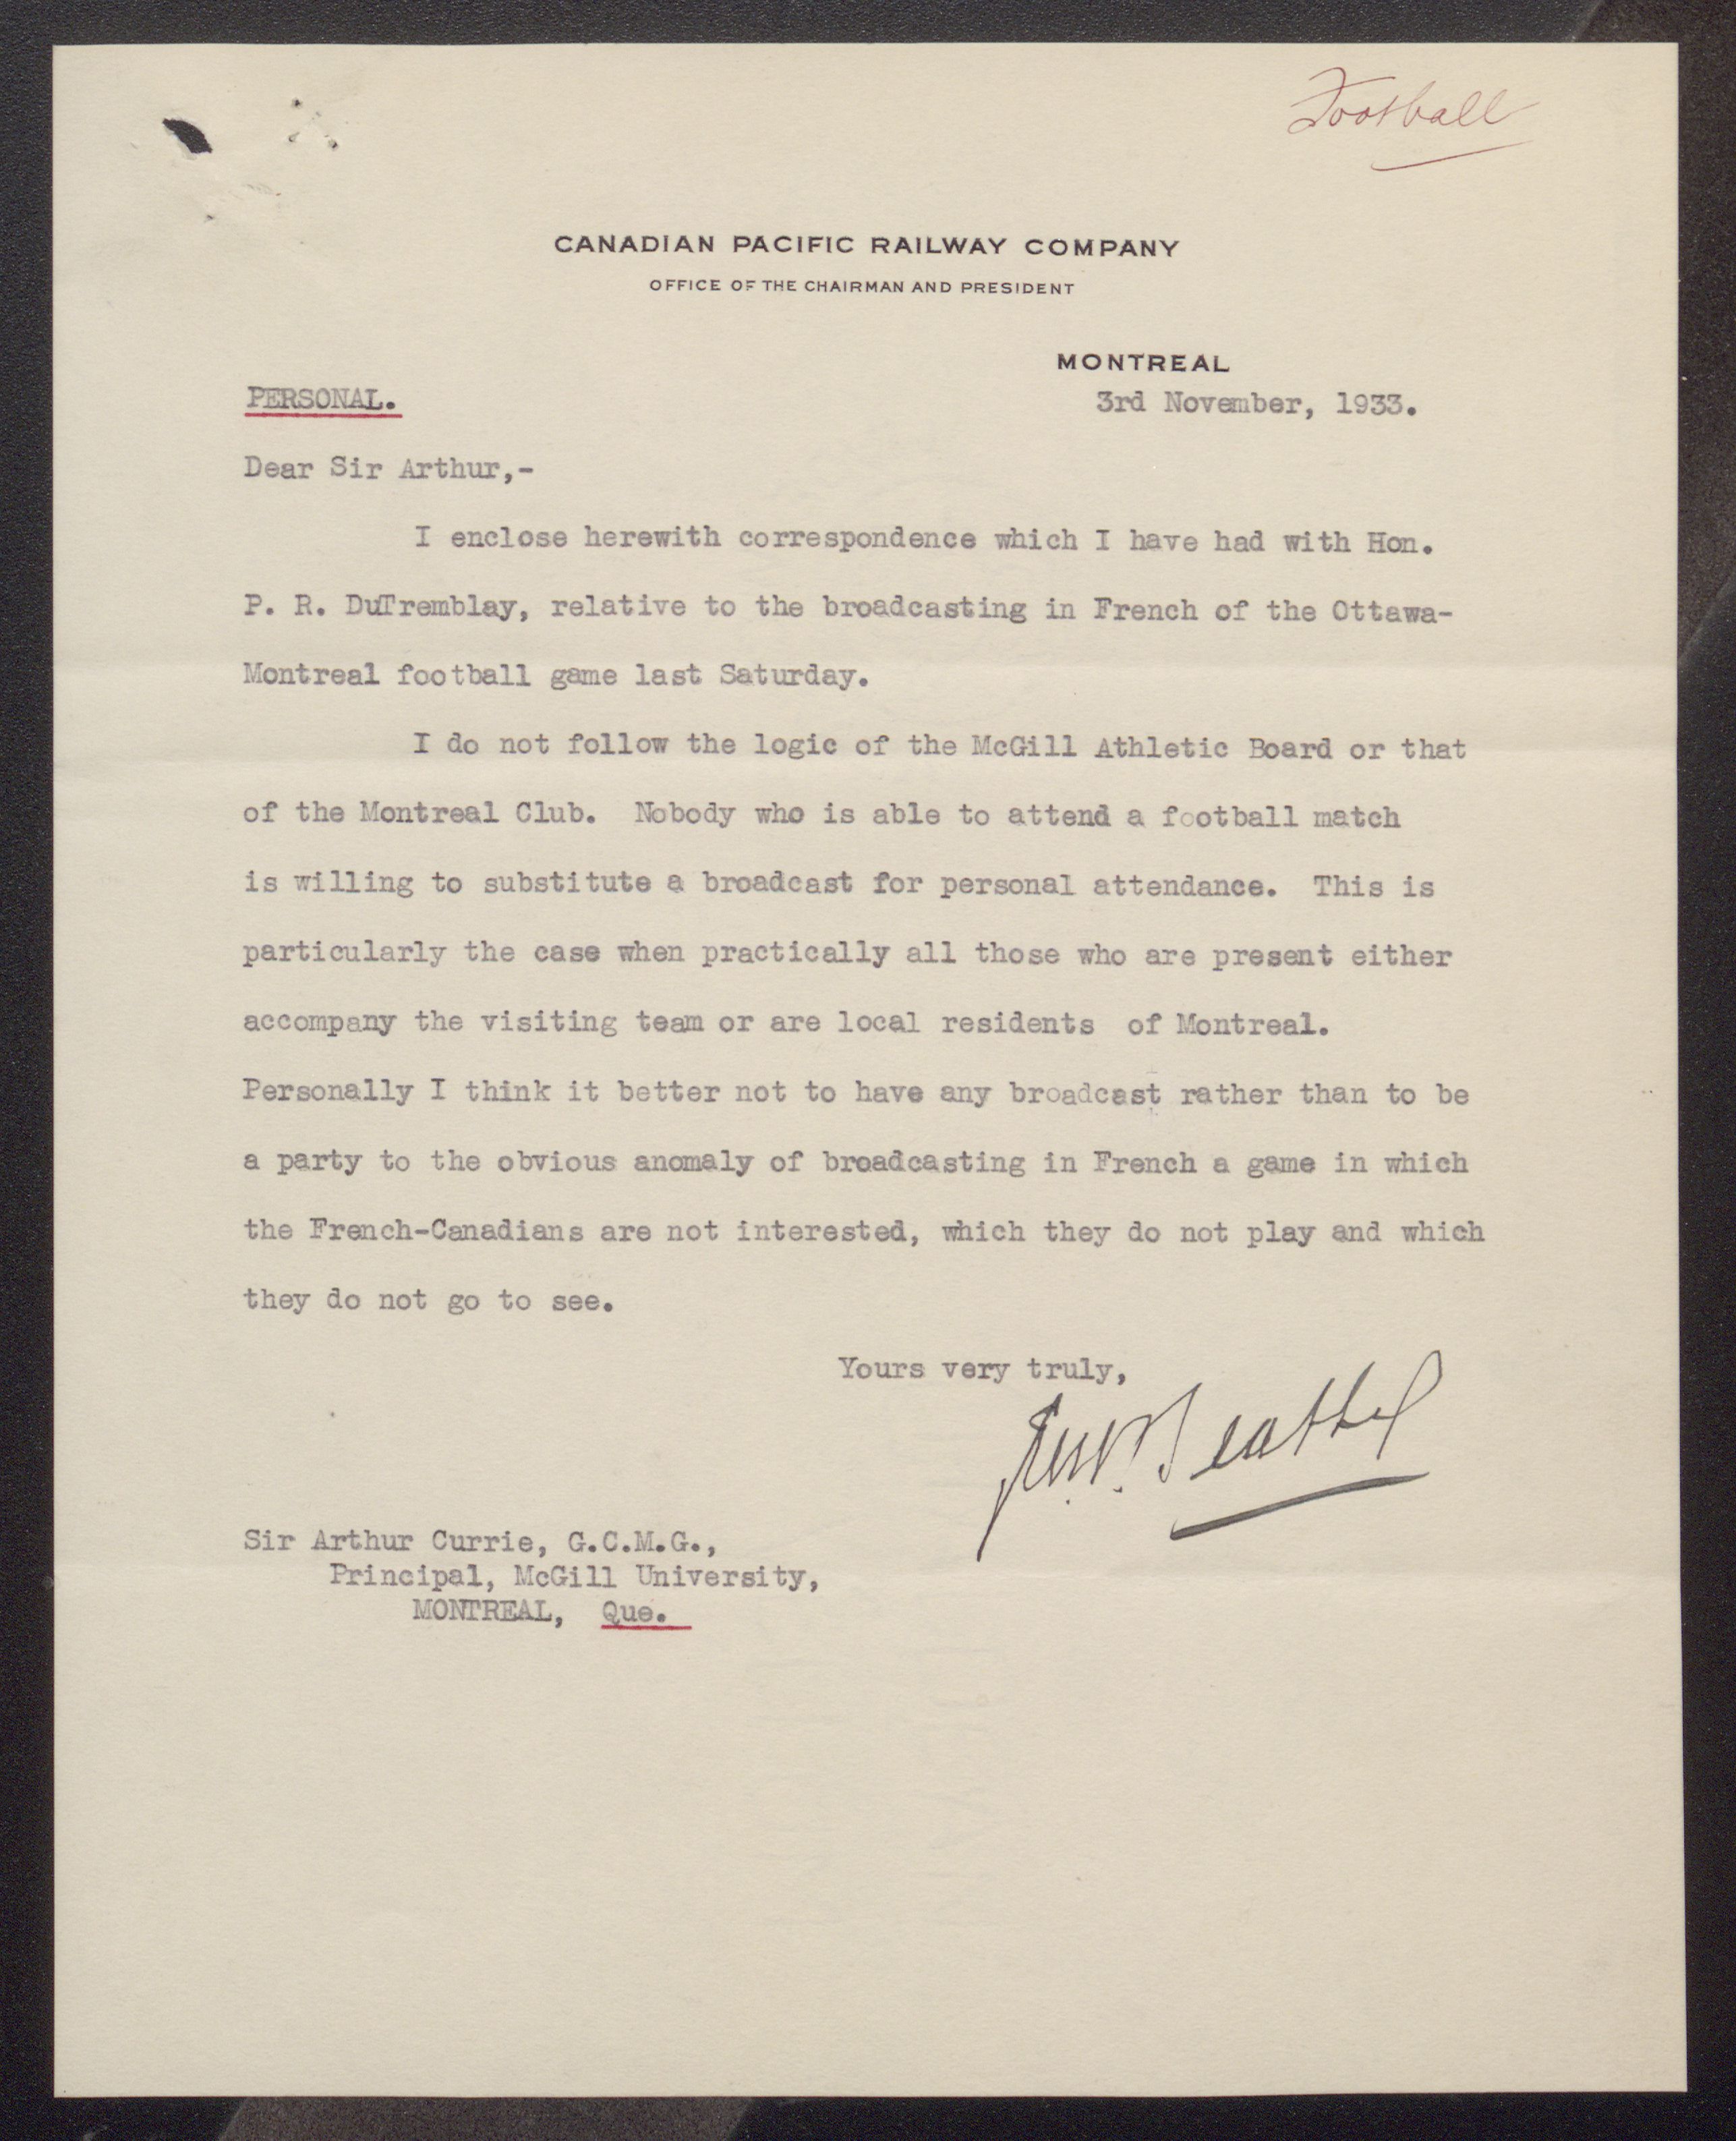 Football
CANADIAN PACIFIC RAILWAY COMPANY
OFFICE OF THE CHAIRMAN AND PRESIDENT
MONTREAL
PERSONAL.
3rd November, 1933.
Dear Sir Arthur,-
I enclose herewith correspondence which I have had with Hon.
P. R. DuTremblay, relative to the broadcasting in French of the Ottawa-
Montreal football game last Saturday.
I do not follow the logic of the McGill Athletic Board or that
of the Montreal Club. Nobody who is able to attend a football match
is willing to substitute a broadcast for personal attendance. This is
particularly the case when practically all those who are present either
accompany the visiting team or are local residents of Montreal.
Personally I think it better not to have any broadcast rather than to be
a party to the obvious anomaly of broadcasting in French a game in which
the French-Canadians are not interested, which they do not play and which
they do not go to see.
Yours very truly,
Beatty
Sir Arthur Currie, G.C.M.G.,
Principal, McGill University,
MONTREAL, Que.